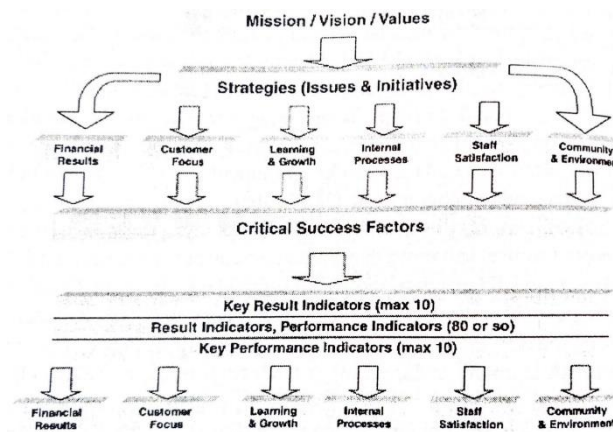 Mission / Vision / Values
Strategies (Issues & Initiatives)
Financial Results
Customer Focus
Learning & Growth
Internal Processes
Staff Satisfaction
Community & Environment
Critical Success Factors
Key Result Indicators (max 10)
Result Indicators, Performance Indicators (80 or so)
Key Performance Indicators (max 10)
Financial Results
Customer Focus
Learning & Growth
Internal Processes
Staff Satisfaction
Community & Environment